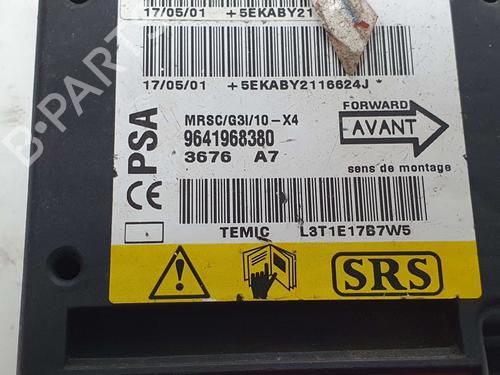 17/05/01 +5EKABY21
17/05/01 +5EKABY2116624J *
PSA
MRSC/G3I/10-X4
9641968380
3676 A7
FORWARD
AVANT
sens de montage
CE
TEMIC L3T1E17B7W5
SRS